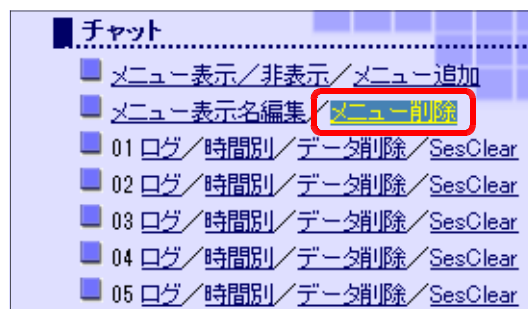 チャット
メニュー表示／非表示／メニュー追加
メニュー表示名編集／メニュー削除
01 ログ／時間別／データ削除／SesClear
02 ログ／時間別／データ削除／SesClear
03 ログ／時間別／データ削除／SesClear
04 ログ／時間別／データ削除／SesClear
05 ログ／時間別／データ削除／SesClear